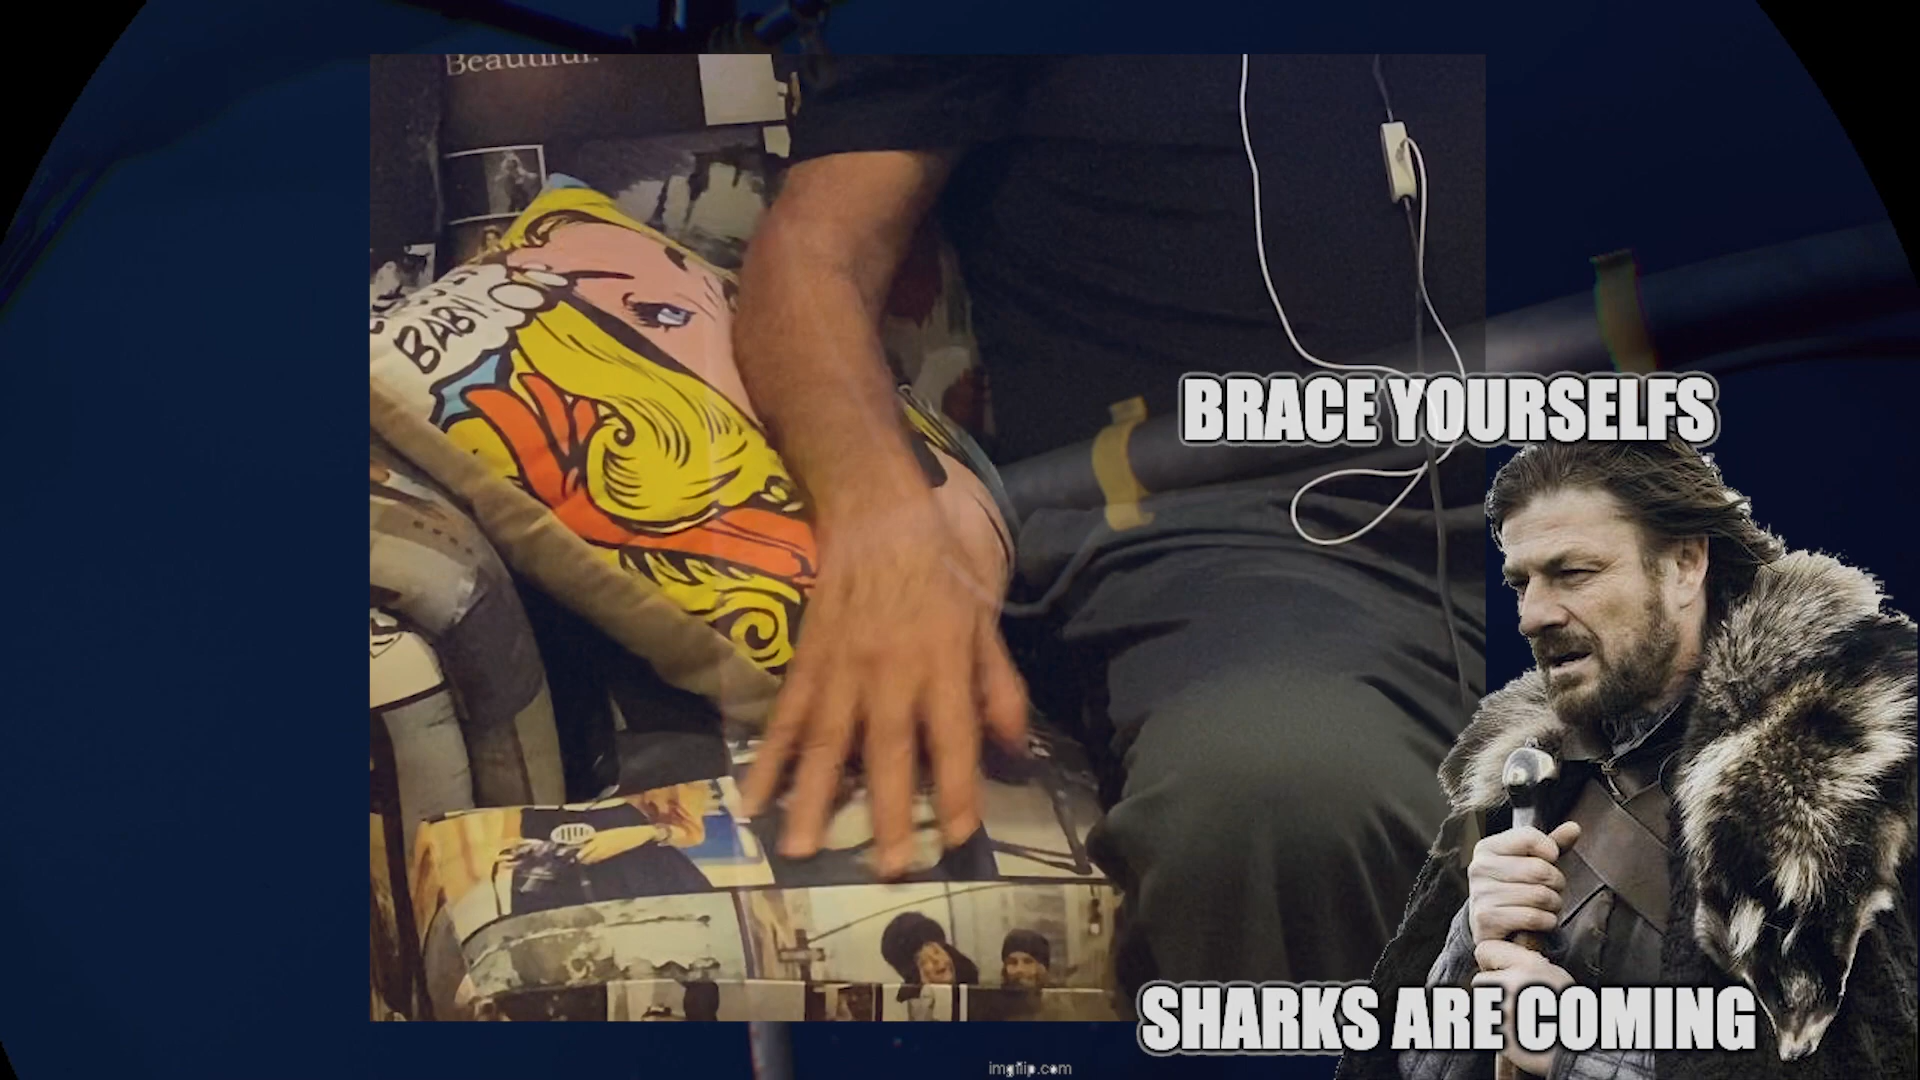 Beautiful.
BABY!
BRACE YOURSELFS
SHARKS ARE COMING
imgflip.com